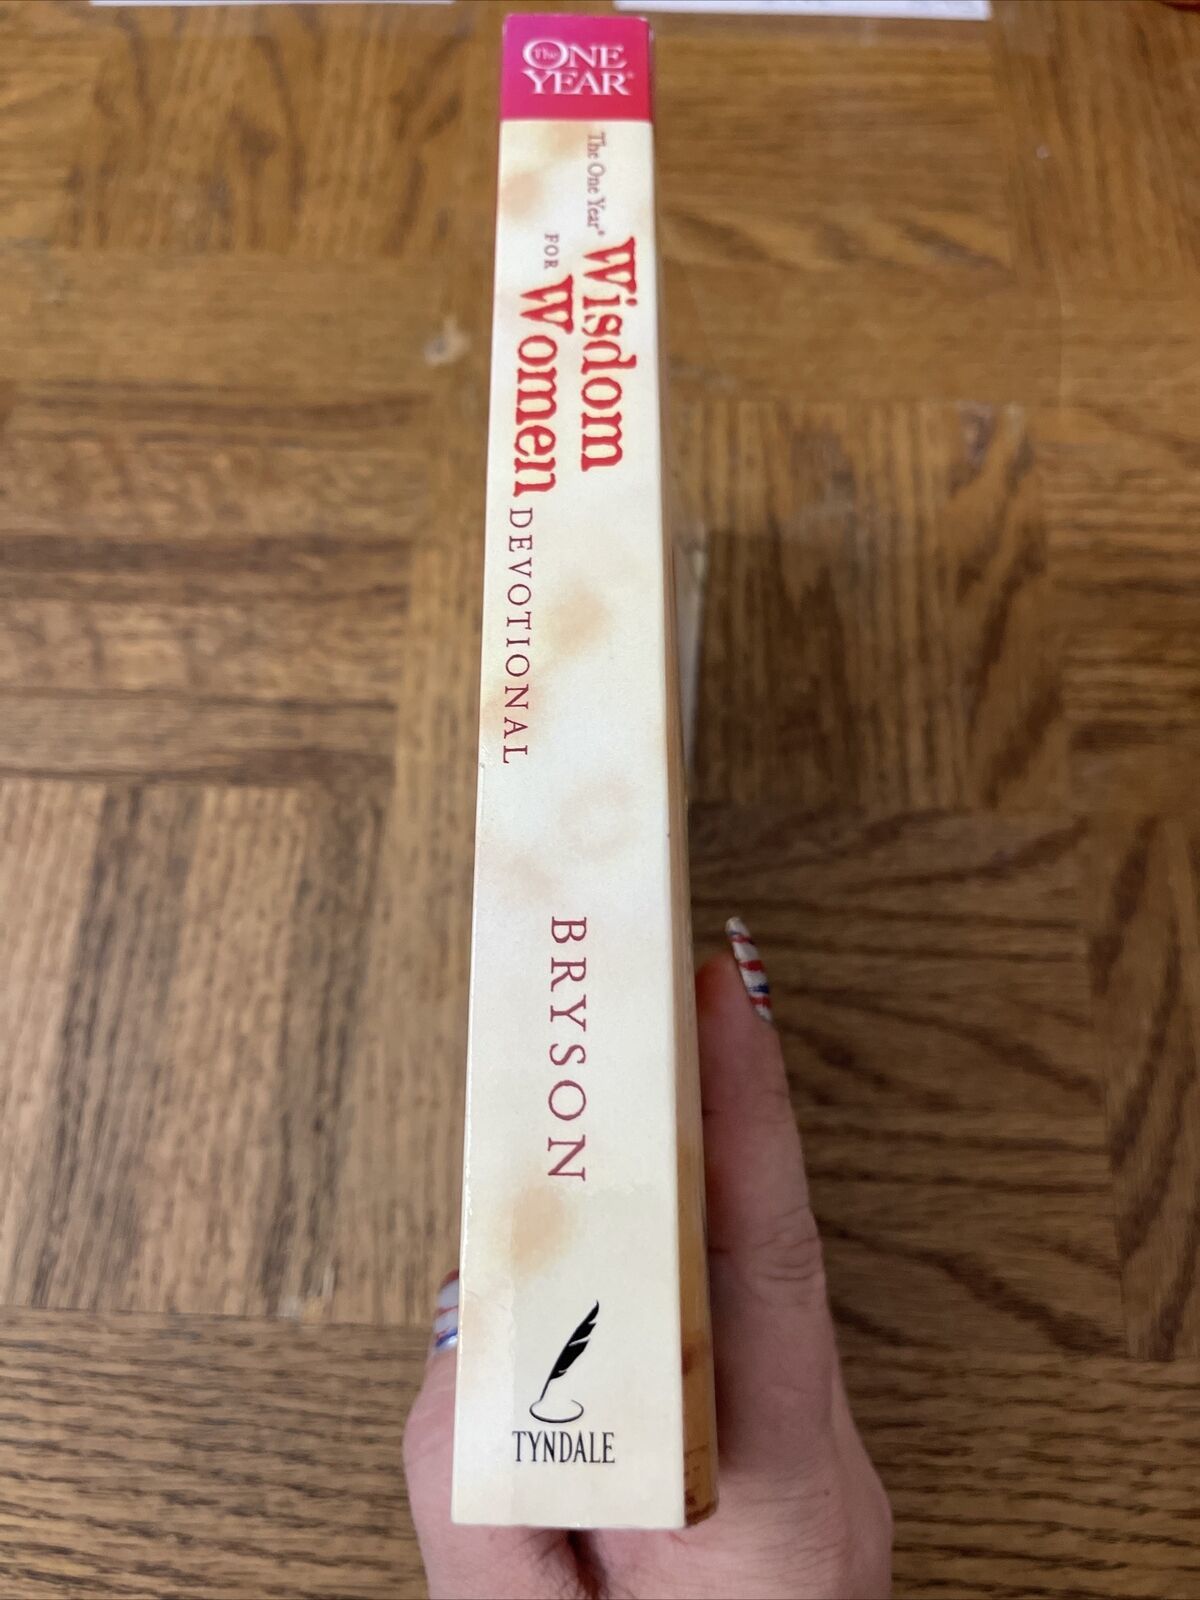 The ONE
YEAR®
The One Year® Wisdom
FOR Women DEVOTIONAL
BRYSON
TYNDALE